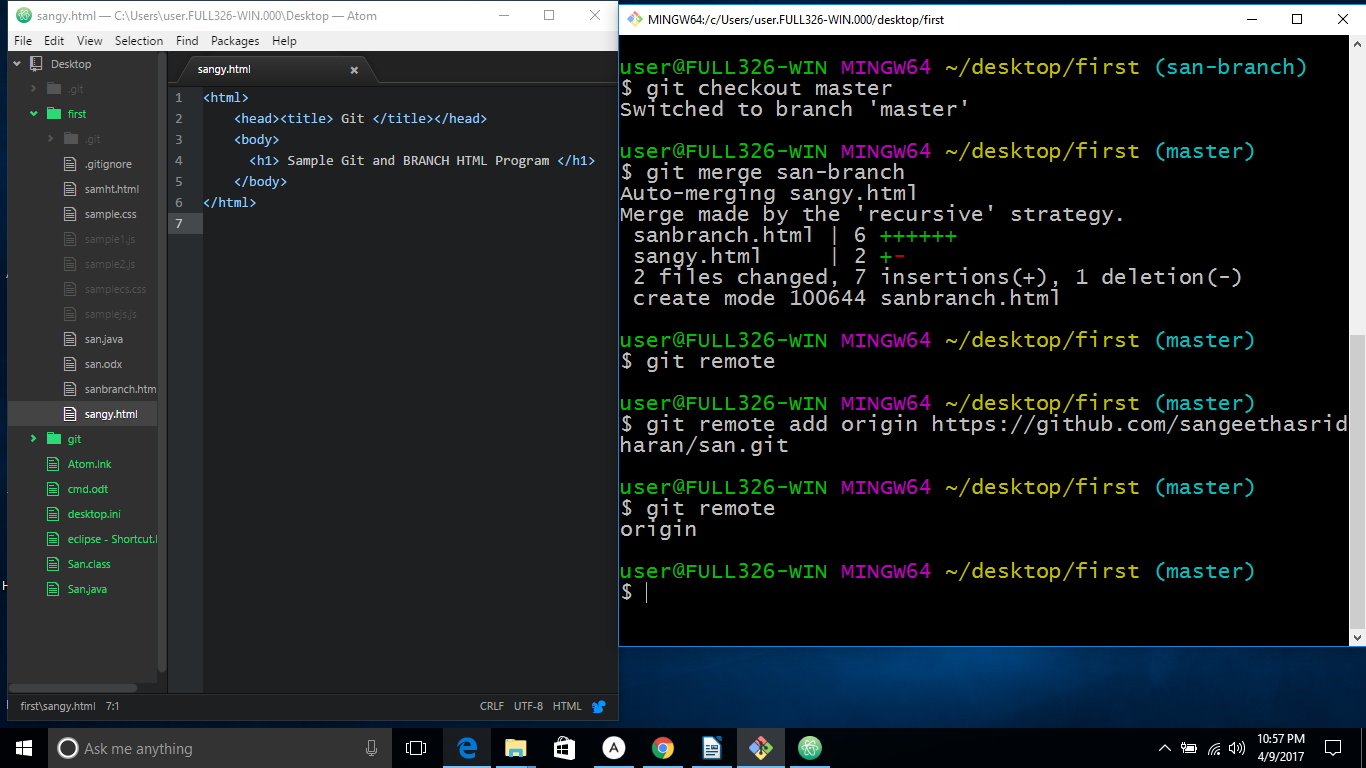 sangy.html — C:\Users\user.FULL326-WIN.000\Desktop — Atom
File Edit View Selection Find Packages Help
Desktop
.git
first
.git
.gitignore
samht.html
sample.css
sample1.js
sample2.js
samplecs.css
samplejs.js
san.java
san.odx
sanbranch.htm
sangy.html
git
Atom.lnk
cmd.odt
desktop.ini
eclipse - Shortcut.l
San.class
San.java
sangy.html
1 <html>
2 <head><title> Git </title></head>
3 <body>
4 <h1> Sample Git and BRANCH HTML Program </h1>
5 </body>
6 </html>
7
first\sangy.html 7:1 CRLF UTF-8 HTML
MINGW64:/c/Users/user.FULL326-WIN.000/desktop/first
user@FULL326-WIN MINGW64 ~/desktop/first (san-branch)
$ git checkout master
Switched to branch 'master'
user@FULL326-WIN MINGW64 ~/desktop/first (master)
$ git merge san-branch
Auto-merging sangy.html
Merge made by the 'recursive' strategy.
sanbranch.html | 6 ++++++
sangy.html | 2 +-
2 files changed, 7 insertions(+), 1 deletion(-)
create mode 100644 sanbranch.html
user@FULL326-WIN MINGW64 ~/desktop/first (master)
$ git remote
user@FULL326-WIN MINGW64 ~/desktop/first (master)
$ git remote add origin https://github.com/sangeethasrid
haran/san.git
user@FULL326-WIN MINGW64 ~/desktop/first (master)
$ git remote
origin
user@FULL326-WIN MINGW64 ~/desktop/first (master)
$
Ask me anything
10:57 PM
4/9/2017